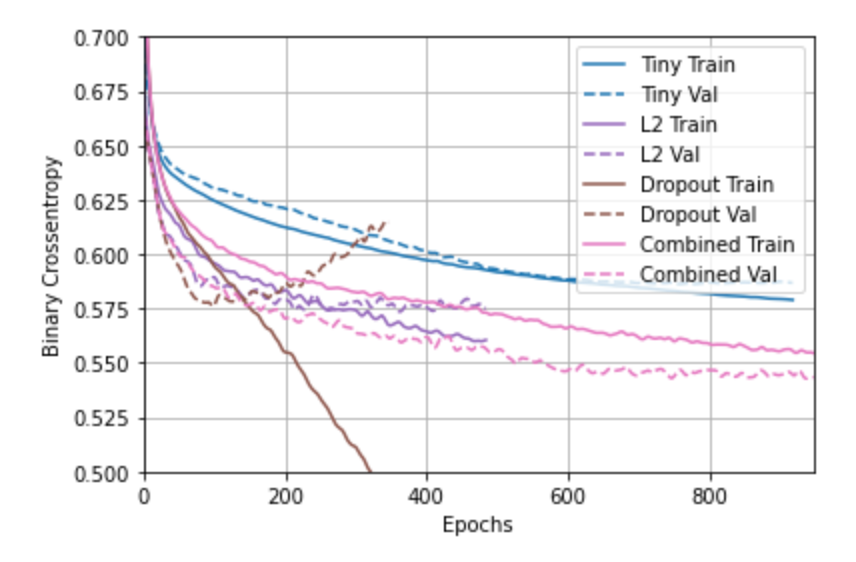 0.700
0.675
0.650
0.625
0.600
0.575
0.550
0.525
0.500
Binary Crossentropy
0 200 400 600 800
Epochs
Tiny Train
Tiny Val
L2 Train
L2 Val
Dropout Train
Dropout Val
Combined Train
Combined Val